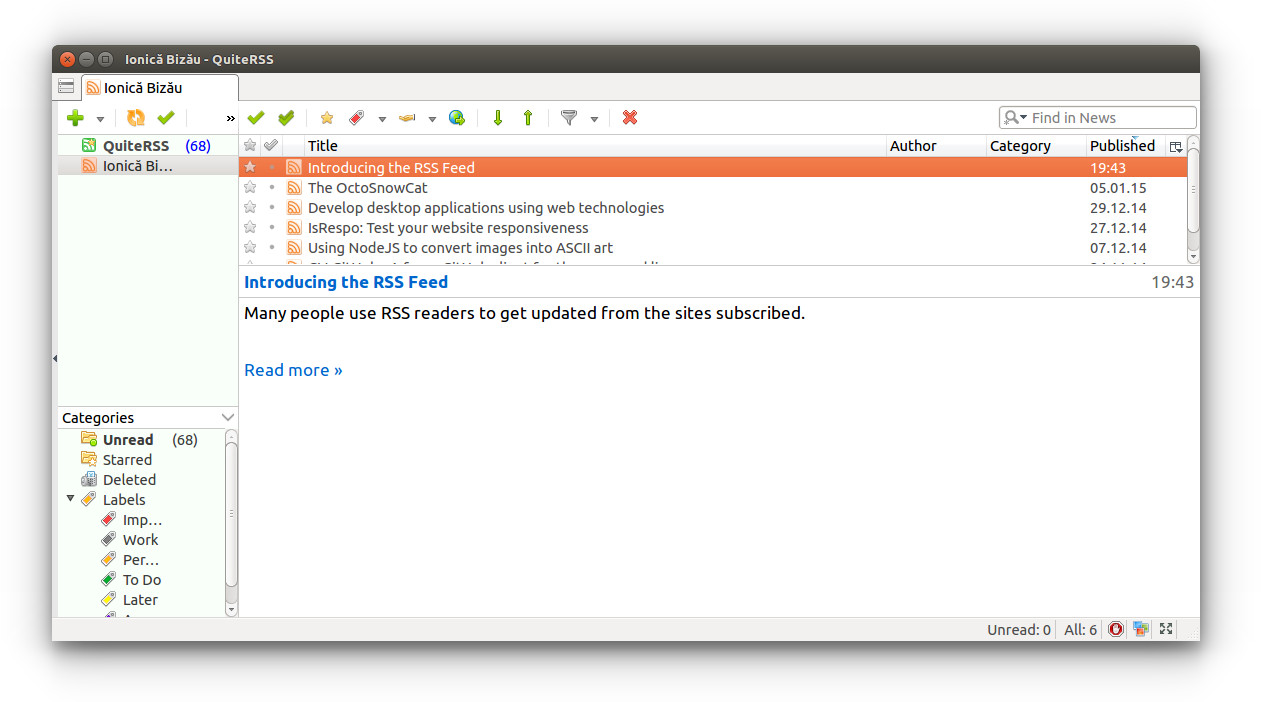 Ionică Bizău - QuiteRSS
Ionică Bizău
» Find in News
QuiteRSS (68)
Ionică Bi...
Title Author Category Published
Introducing the RSS Feed 19:43
The OctoSnowCat 05.01.15
Develop desktop applications using web technologies 29.12.14
IsRespo: Test your website responsiveness 27.12.14
Using NodeJS to convert images into ASCII art 07.12.14
Introducing the RSS Feed 19:43
Many people use RSS readers to get updated from the sites subscribed.
Read more »
Categories
Unread (68)
Starred
Deleted
Labels
Imp...
Work
Per...
To Do
Later
Unread: 0 All: 6